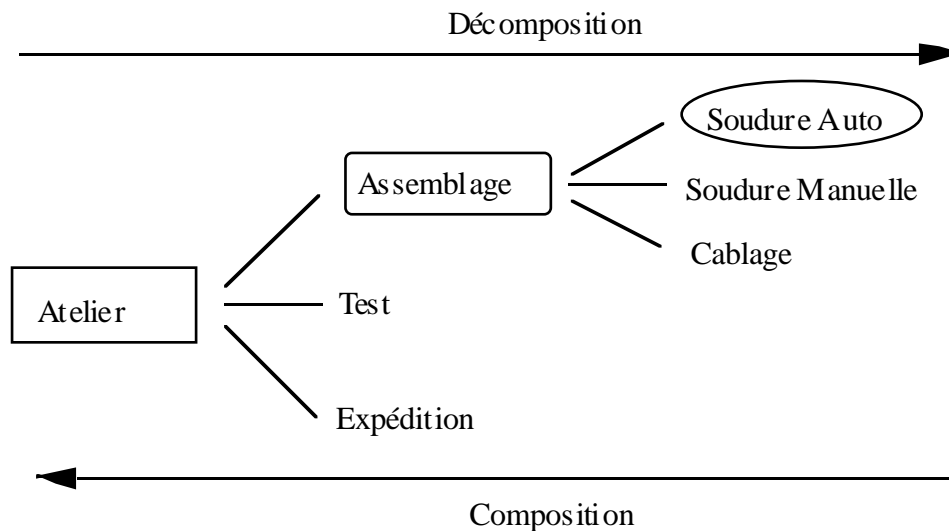 Décomposition
Soudure Auto
Assemblage
Soudure Manuelle
Cablage
Atelier
Test
Expédition
Composition